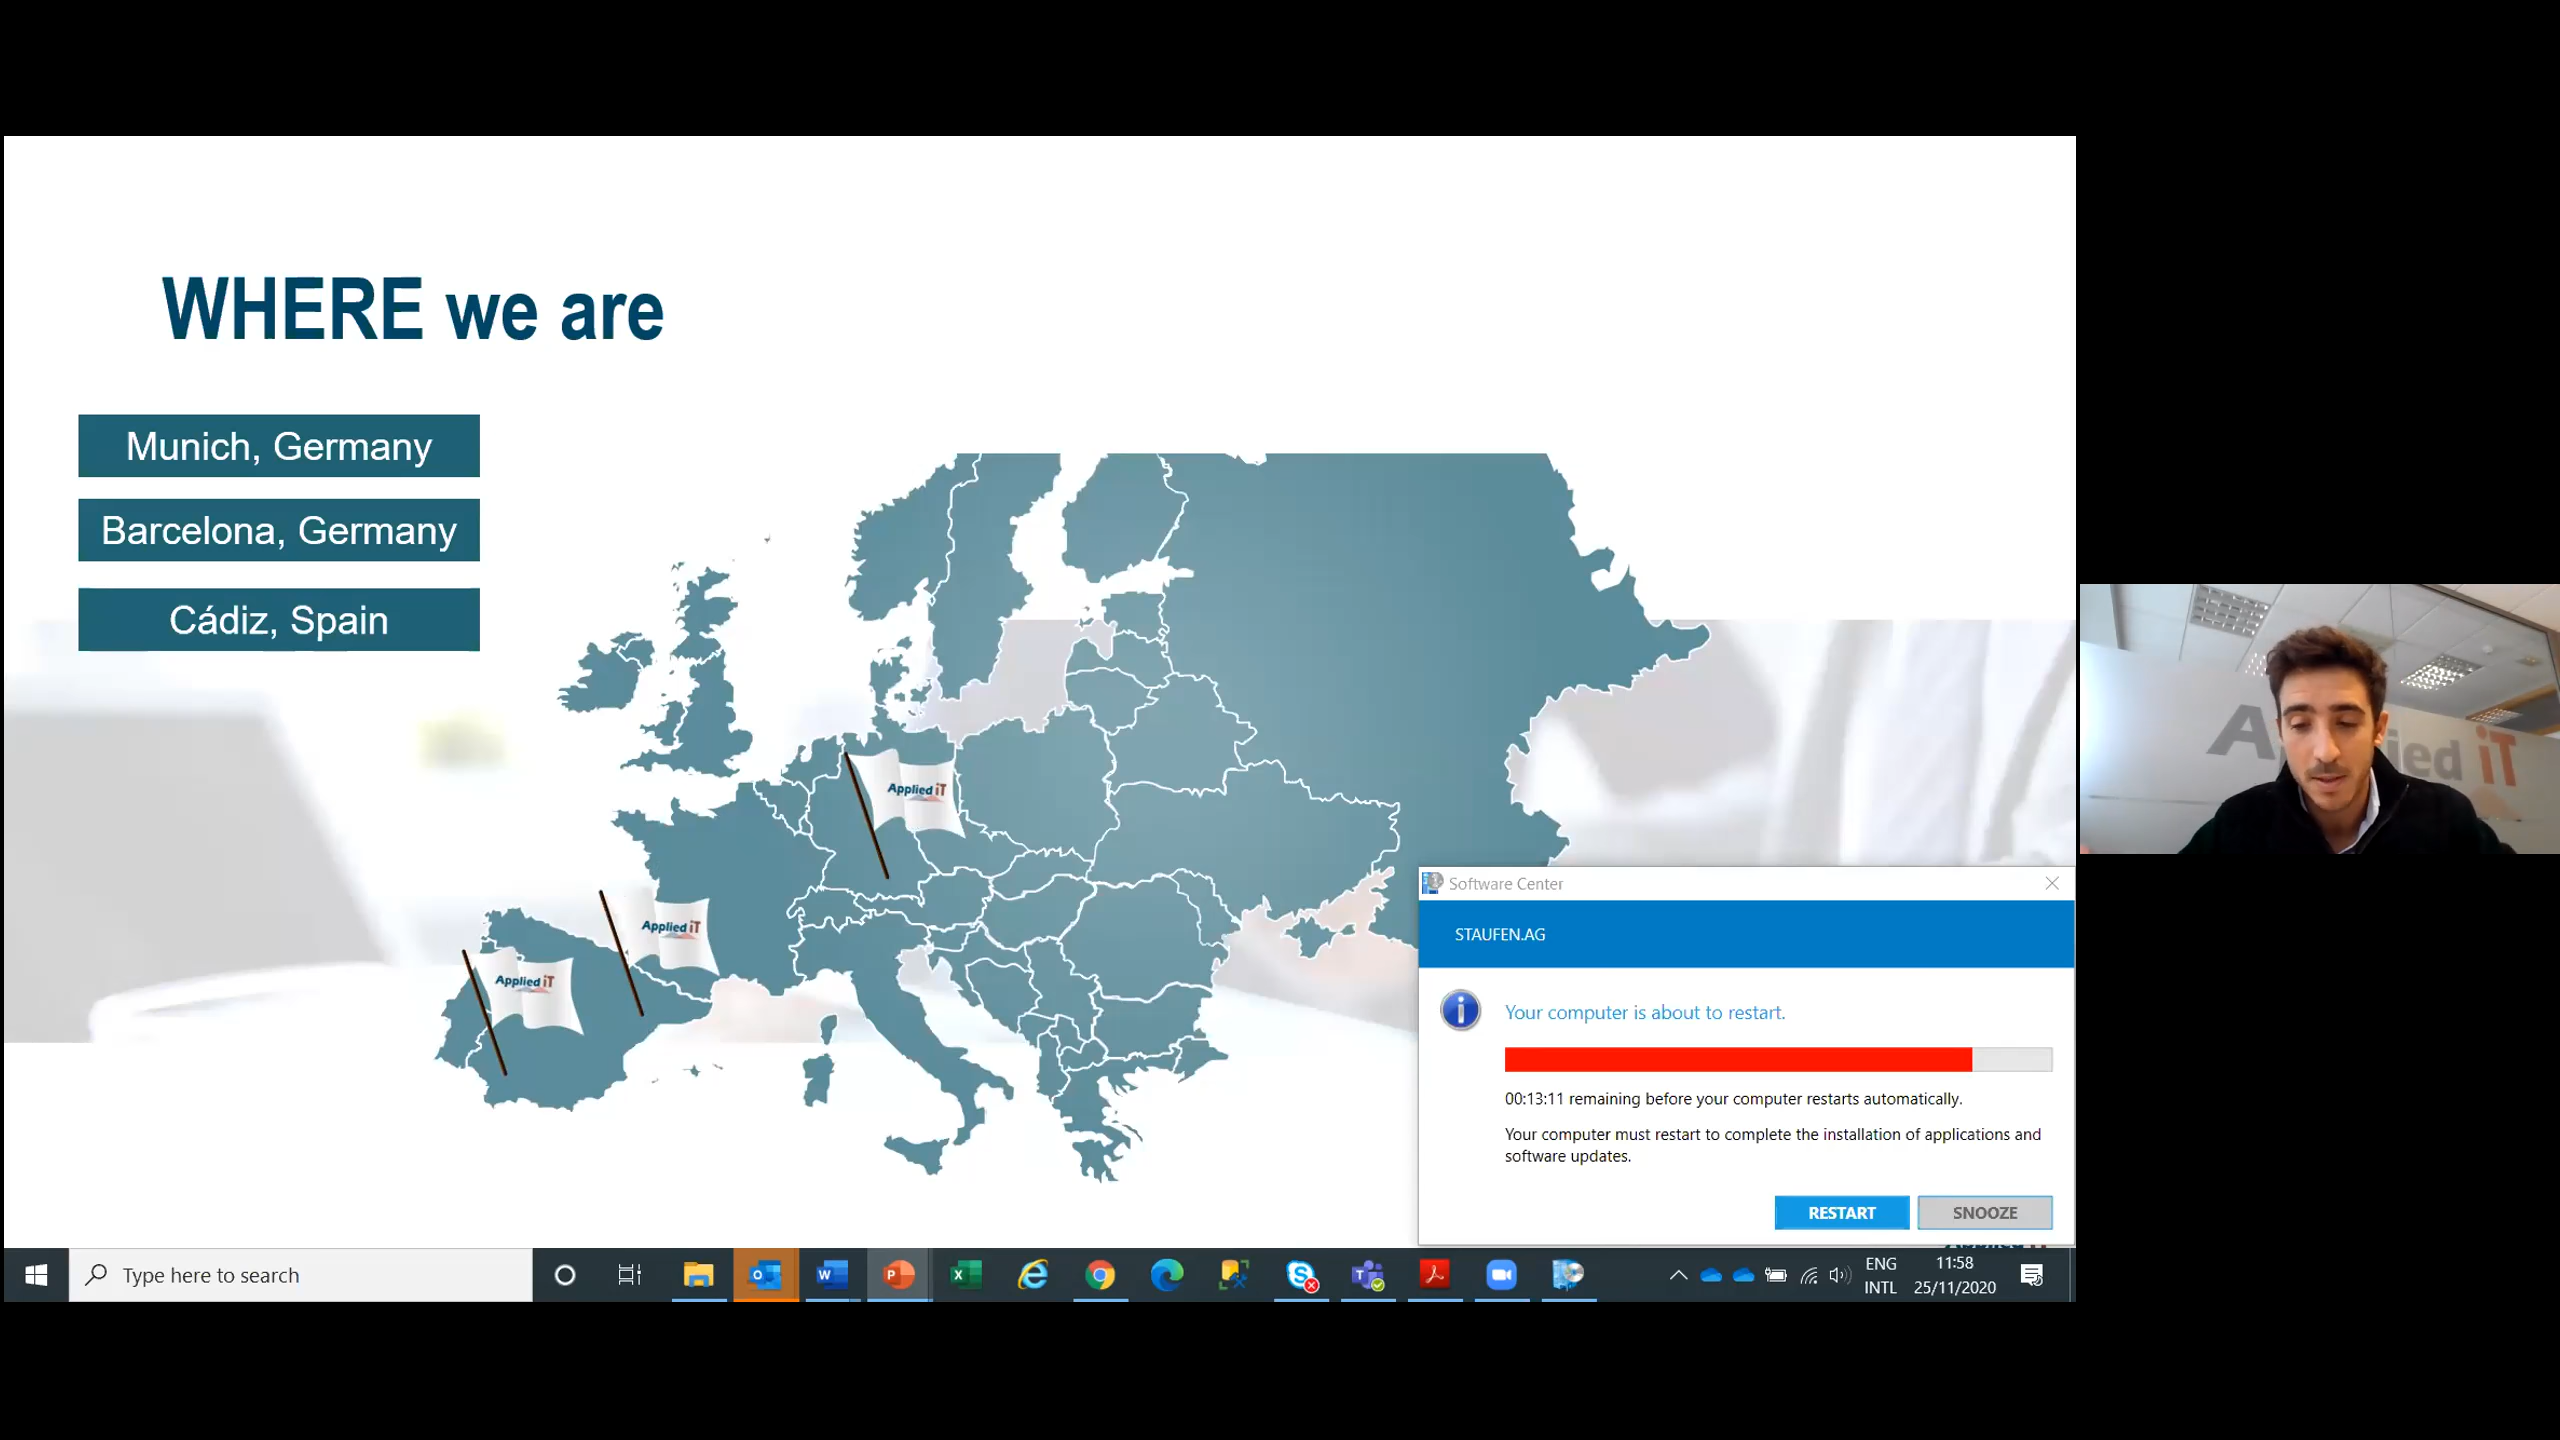 WHERE we are
Munich, Germany
Barcelona, Germany
Cádiz, Spain
Applied iT
Applied iT
Applied iT
Software Center
STAUFEN.AG
Your computer is about to restart.
00:13:11 remaining before your computer restarts automatically.
Your computer must restart to complete the installation of applications and
software updates.
RESTART
SNOOZE
Type here to search
ENG
INTL
11:58
25/11/2020